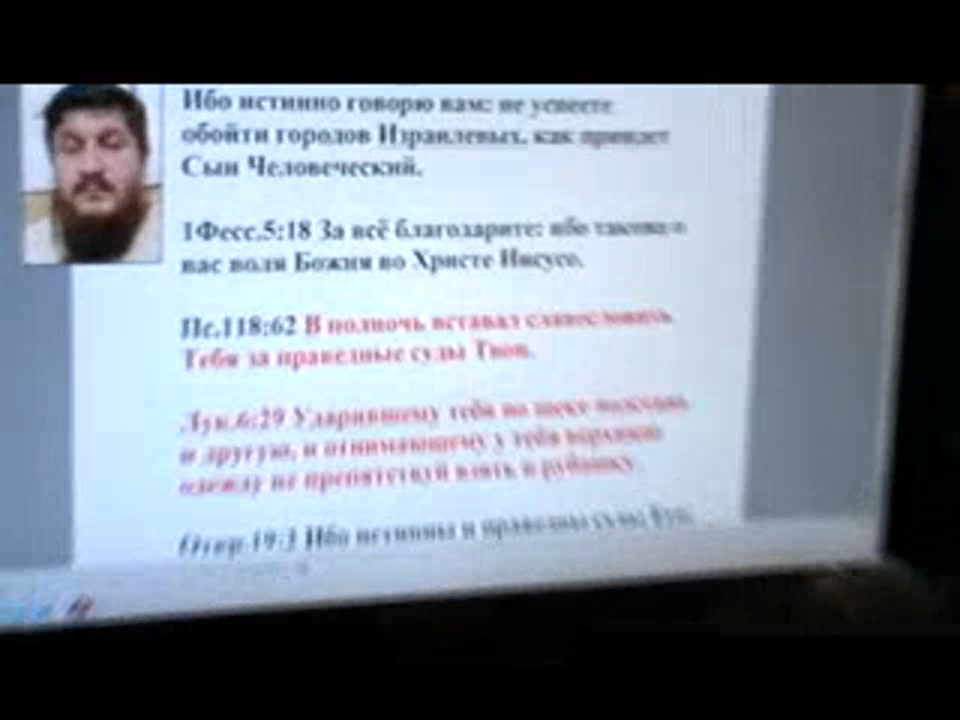 Ибо истинно говорю вам: не успеете
обойти городов Израилевых, как приидет
Сын Человеческий.
1Фесс.5:18 За всё благодарите: ибо такова о
вас воля Божия во Христе Иисусе.
Пс.118:62 В полночь вставал славословить
Тебя за праведные суды Твои.
Лук.6:29 Ударившему тебя по щеке подставь
и другую, и отнимающему у тебя верхнюю
одежду не препятствуй взять и рубашку
Откр.19:2 Ибо истинны и праведны суды Его: